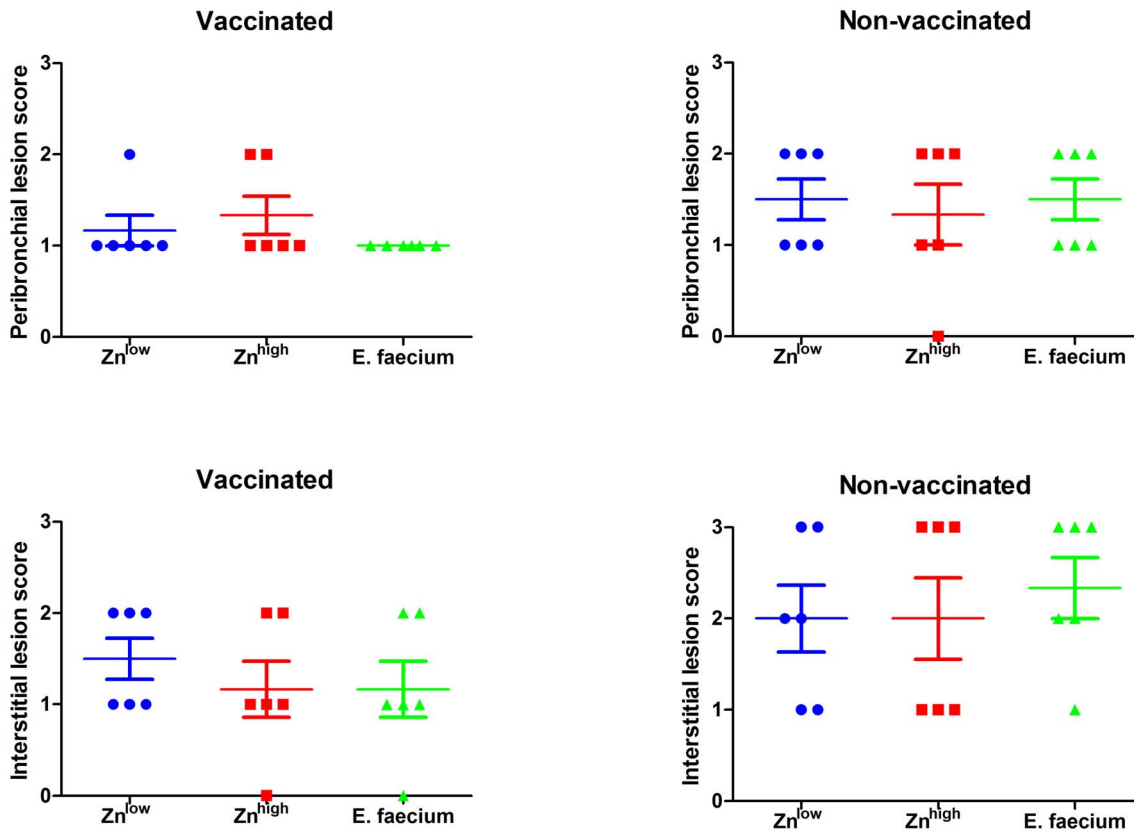 Vaccinated
Peribronchial lesion score
3
2
1
0
Zn^low Zn^high E. faecium
Non-vaccinated
Peribronchial lesion score
3
2
1
0
Zn^low Zn^high E. faecium
Vaccinated
Interstitial lesion score
3
2
1
0
Zn^low Zn^high E. faecium
Non-vaccinated
Interstitial lesion score
3
2
1
0
Zn^low Zn^high E. faecium